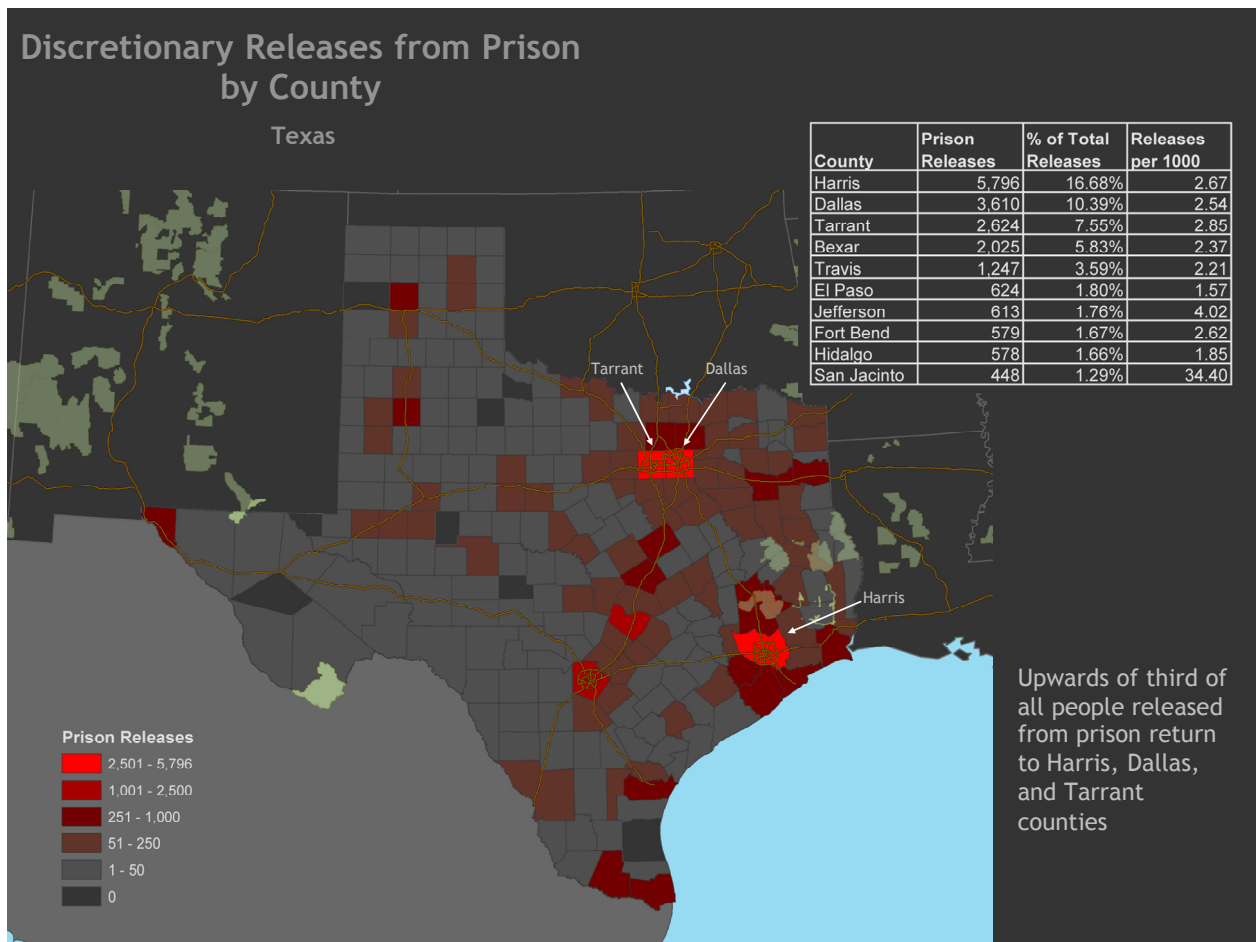 Discretionary Releases from Prison
by County
Texas
County Prison Releases % of Total Releases Releases per 1000
Harris 5,796 16.68% 2.67
Dallas 3,610 10.39% 2.54
Tarrant 2,624 7.55% 2.85
Bexar 2,025 5.83% 2.37
Travis 1,247 3.59% 2.21
El Paso 624 1.80% 1.57
Jefferson 613 1.76% 4.02
Fort Bend 579 1.67% 2.62
Hidalgo 578 1.66% 1.85
San Jacinto 448 1.29% 34.40
Tarrant
Dallas
Harris
Upwards of third of
all people released
from prison return
to Harris, Dallas,
and Tarrant
counties
Prison Releases
2,501 - 5,796
1,001 - 2,500
251 - 1,000
51 - 250
1 - 50
0